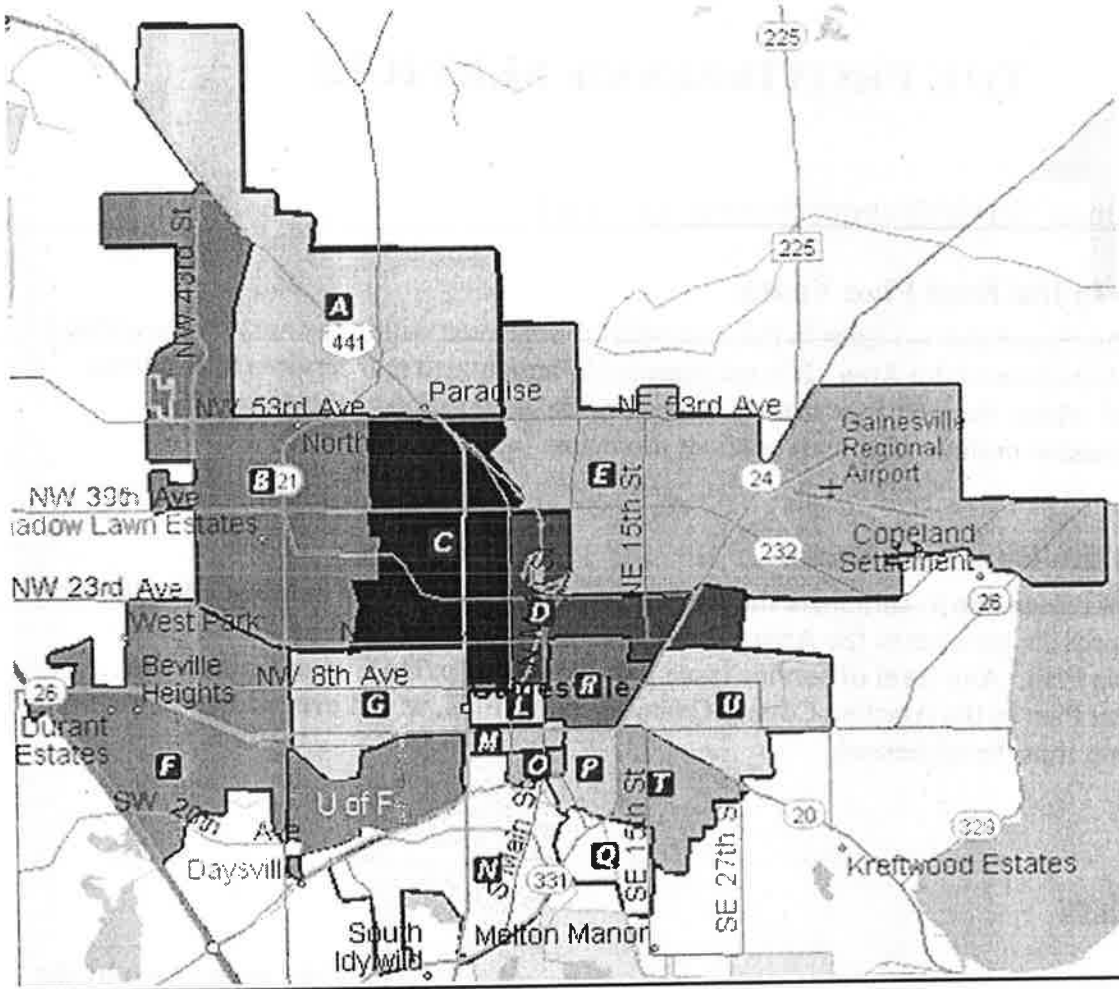 225
225
NW 43rd St
A
441
Paradise
NW 53rd Ave
NE 53rd Ave
North
Gainesville
Regional
Airport
B
21
E
24
NW 39th Ave
adow Lawn Estates
C
NE 15th St
232
Copeland
Settlement
NW 23rd Ave
26
D
West Park
Beville
Heights
NW 8th Ave
26
G
L
R
U
Durant
Estates
M
F
O
P
T
U of F
SW 20th Ave
S Main St
SE 15th St
20
329
Daysvill
N
331
Q
SE 27th S
Kreftwood Estates
South
Idylwild
Melton Manor